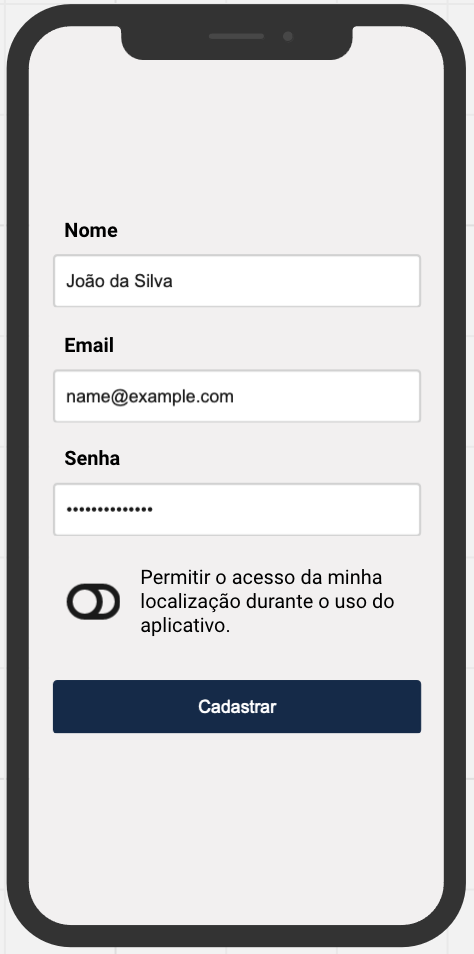 Nome
João da Silva
Email
name@example.com
Senha
••••••••••••••
Permitir o acesso da minha
localização durante o uso do
aplicativo.
Cadastrar